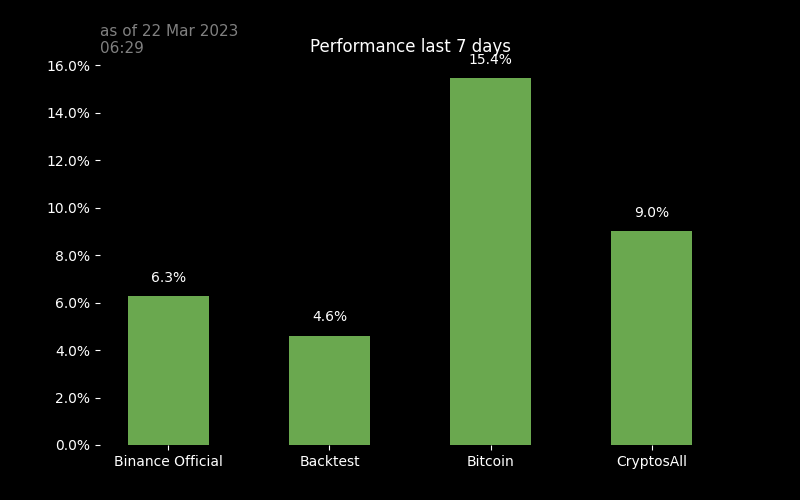 as of 22 Mar 2023
06:29
Performance last 7 days
16.0%
14.0%
12.0%
10.0%
8.0%
6.0%
4.0%
2.0%
0.0%
6.3%
4.6%
15.4%
9.0%
Binance Official
Backtest
Bitcoin
CryptosAll